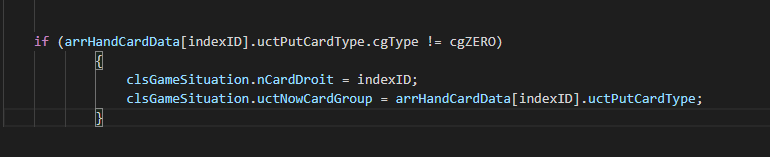 if (arrHandCardData[indexID].uctPutCardType.cgType != cgZERO)
{
clsGameSituation.nCardDroit = indexID;
clsGameSituation.uctNowCardGroup = arrHandCardData[indexID].uctPutCardType;
}